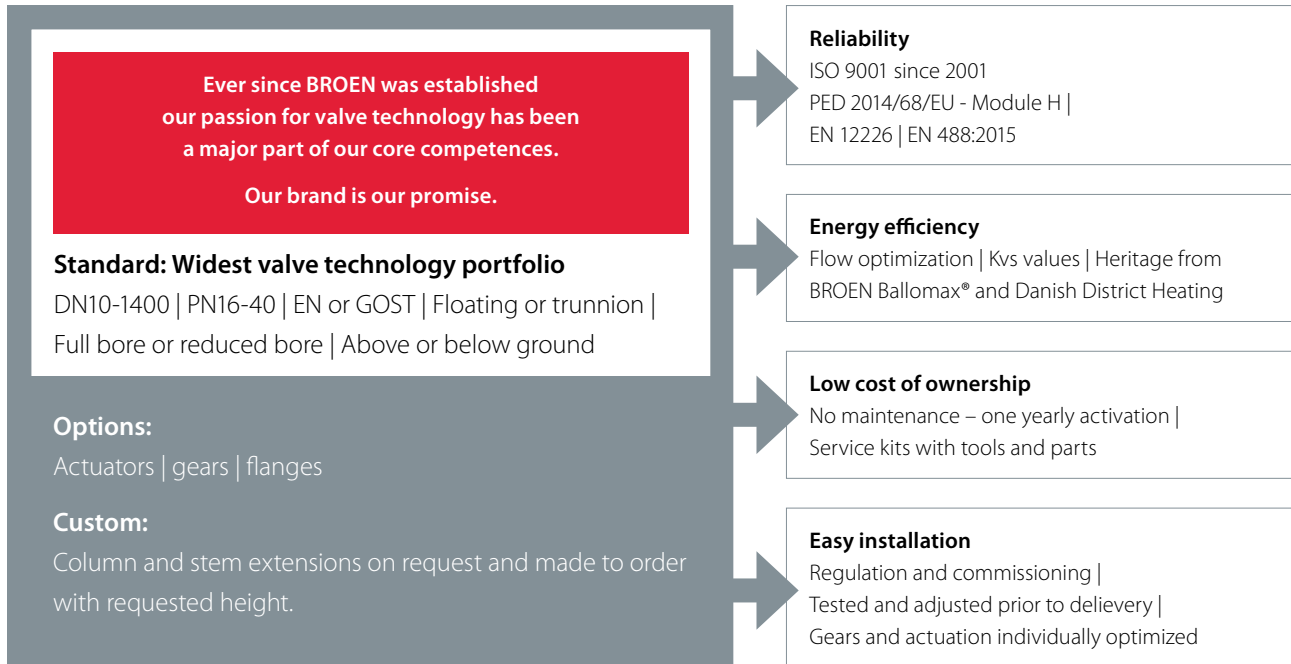 Ever since BROEN was established
our passion for valve technology has been
a major part of our core competences.
Our brand is our promise.
Standard: Widest valve technology portfolio
DN10-1400 | PN16-40 | EN or GOST | Floating or trunnion |
Full bore or reduced bore | Above or below ground
Options:
Actuators | gears | flanges
Custom:
Column and stem extensions on request and made to order
with requested height.
Reliability
ISO 9001 since 2001
PED 2014/68/EU - Module H |
EN 12226 | EN 488:2015
Energy efficiency
Flow optimization | Kvs values | Heritage from
BROEN Ballomax® and Danish District Heating
Low cost of ownership
No maintenance – one yearly activation |
Service kits with tools and parts
Easy installation
Regulation and commissioning |
Tested and adjusted prior to delievery |
Gears and actuation individually optimized